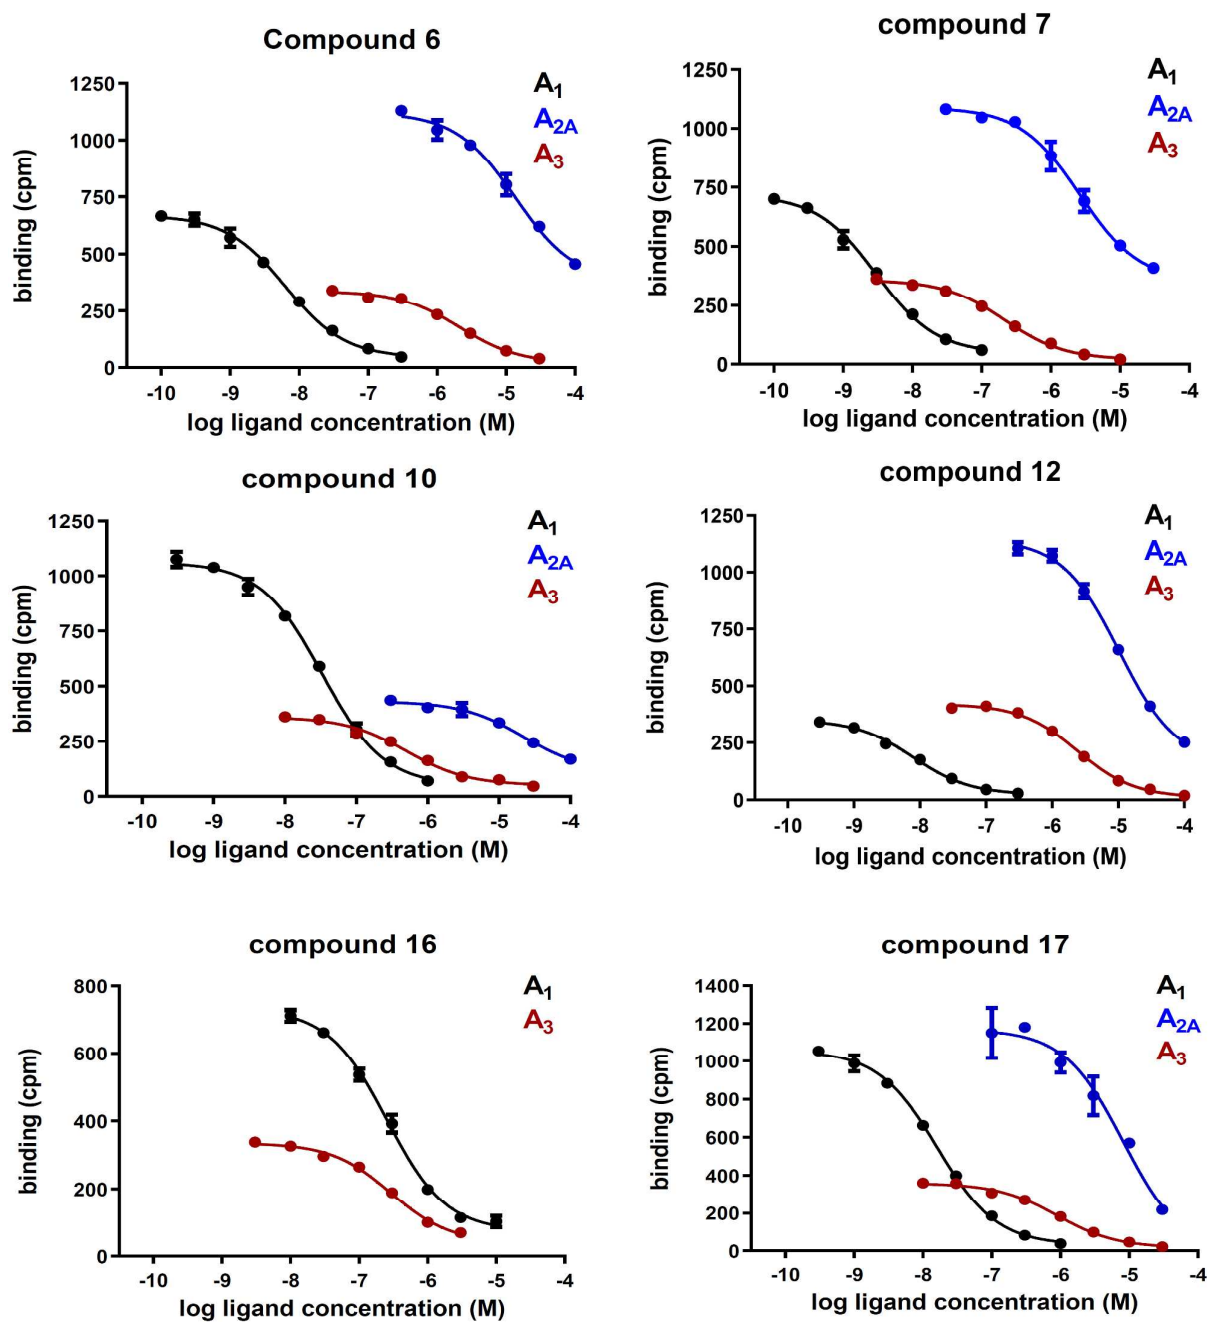 Compound 6
A1
A2A
A3
1250
1000
750
500
250
0
binding (cpm)
-10 -9 -8 -7 -6 -5 -4
log ligand concentration (M)
compound 7
A1
A2A
A3
1250
1000
750
500
250
0
binding (cpm)
-10 -9 -8 -7 -6 -5 -4
log ligand concentration (M)
compound 10
A1
A2A
A3
1250
1000
750
500
250
0
binding (cpm)
-10 -9 -8 -7 -6 -5 -4
log ligand concentration (M)
compound 12
A1
A2A
A3
1250
1000
750
500
250
0
binding (cpm)
-10 -9 -8 -7 -6 -5 -4
log ligand concentration (M)
compound 16
A1
A3
800
600
400
200
0
binding (cpm)
-10 -9 -8 -7 -6 -5 -4
log ligand concentration (M)
compound 17
A1
A2A
A3
1400
1200
1000
800
600
400
200
0
binding (cpm)
-10 -9 -8 -7 -6 -5 -4
log ligand concentration (M)